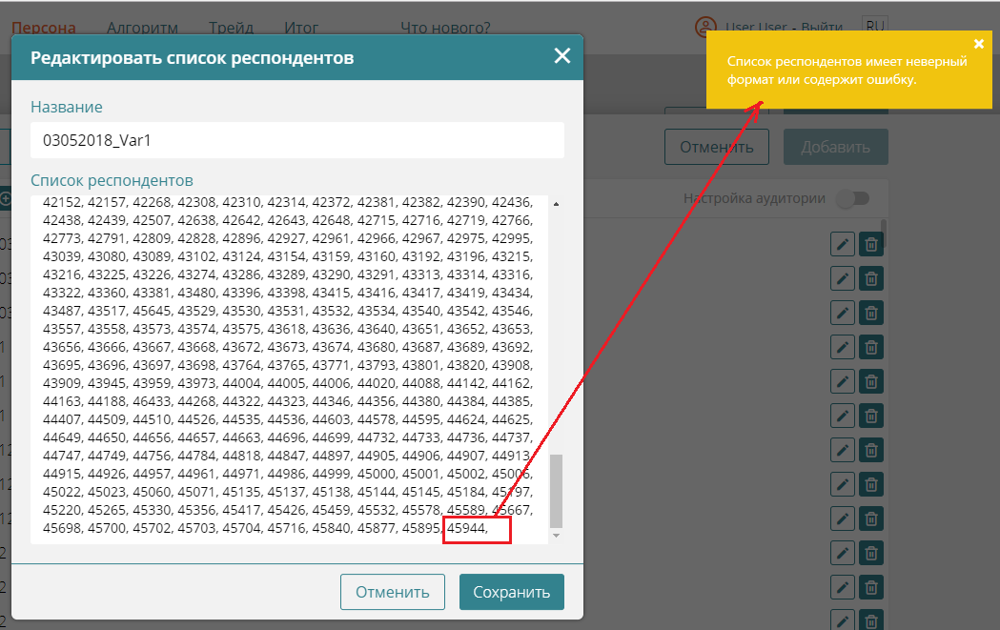 Персона Алгоритм Трейд Итог Что нового? User User - Выйти RU
Редактировать список респондентов
Список респондентов имеет неверный
формат или содержит ошибку.
Название
03052018_Var1
Отменить Добавить
Список респондентов
Настройка аудитории
42152, 42157, 42268, 42308, 42310, 42314, 42372, 42381, 42382, 42390, 42436,
42438, 42439, 42507, 42638, 42642, 42643, 42648, 42715, 42716, 42719, 42766,
42773, 42791, 42809, 42828, 42896, 42927, 42961, 42966, 42967, 42975, 42995,
43039, 43080, 43089, 43102, 43124, 43154, 43159, 43160, 43192, 43196, 43215,
43216, 43225, 43226, 43274, 43286, 43289, 43290, 43291, 43313, 43314, 43316,
43322, 43360, 43381, 43480, 43396, 43398, 43415, 43416, 43417, 43419, 43434,
43487, 43517, 45645, 43529, 43530, 43531, 43532, 43534, 43540, 43542, 43546,
43557, 43558, 43573, 43574, 43575, 43618, 43636, 43640, 43651, 43652, 43653,
43656, 43666, 43667, 43668, 43672, 43673, 43674, 43680, 43687, 43689, 43692,
43695, 43696, 43697, 43698, 43764, 43765, 43771, 43793, 43801, 43820, 43908,
43909, 43945, 43959, 43973, 44004, 44005, 44006, 44020, 44088, 44142, 44162,
44163, 44188, 46433, 44268, 44322, 44323, 44346, 44356, 44380, 44384, 44385,
44407, 44509, 44510, 44526, 44535, 44536, 44603, 44578, 44595, 44624, 44625,
44649, 44650, 44656, 44657, 44663, 44696, 44699, 44732, 44733, 44736, 44737,
44747, 44749, 44756, 44784, 44818, 44847, 44897, 44905, 44906, 44907, 44913,
44915, 44926, 44957, 44961, 44971, 44986, 44999, 45000, 45001, 45002, 45006,
45022, 45023, 45060, 45071, 45135, 45137, 45138, 45144, 45145, 45184, 45197,
45220, 45265, 45330, 45356, 45417, 45426, 45459, 45532, 45578, 45589, 45667,
45698, 45700, 45702, 45703, 45704, 45716, 45840, 45877, 45895, 45944,
Отменить Сохранить